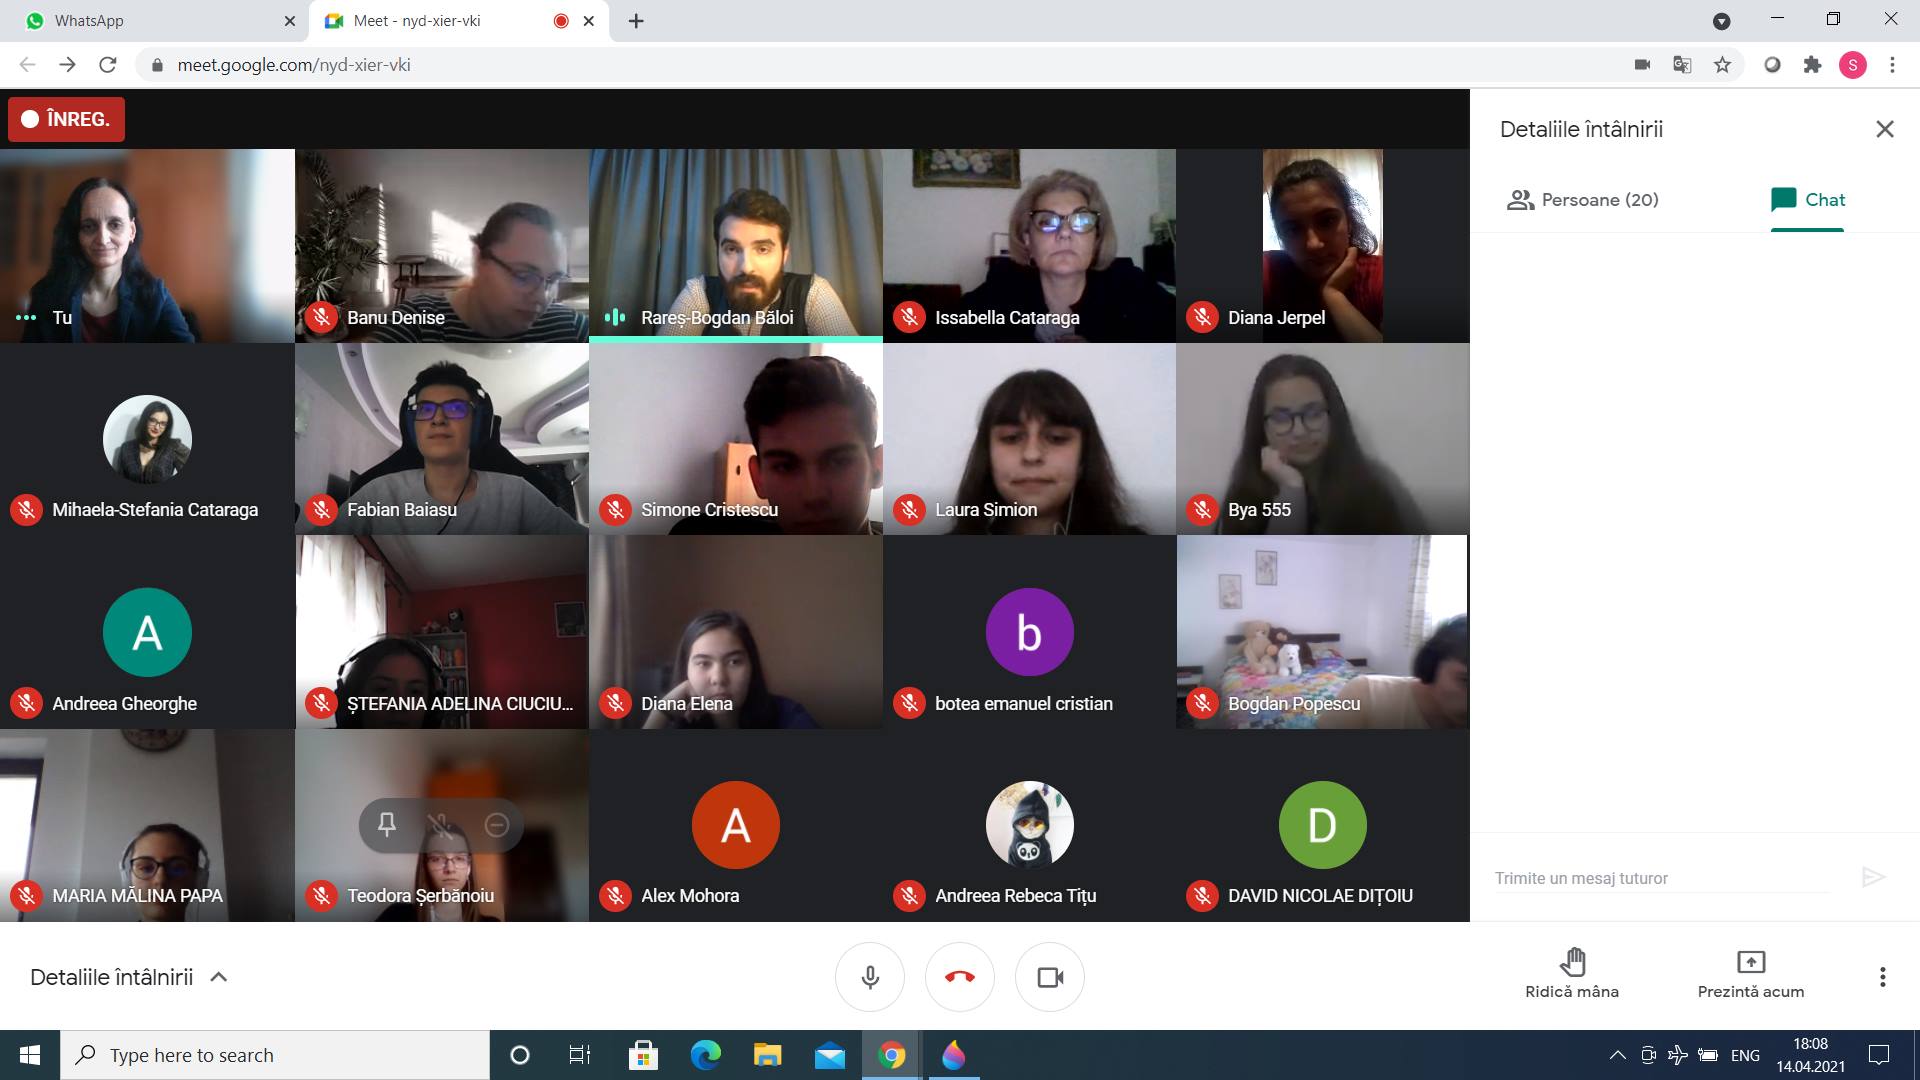 WhatsApp
Meet - nyd-xier-vki
meet.google.com/nyd-xier-vki
S
ÎNREG.
Detaliile întâlnirii
Persoane (20)
Chat
Tu
Banu Denise
Rareș-Bogdan Băloi
Issabella Cataraga
Diana Jerpel
Mihaela-Stefania Cataraga
Fabian Baiasu
Simone Cristescu
Laura Simion
Bya 555
A
b
Andreea Gheorghe
ȘTEFANIA ADELINA CIUCIU...
Diana Elena
botea emanuel cristian
Bogdan Popescu
A
D
MARIA MĂLINA PAPA
Teodora Șerbănoiu
Alex Mohora
Andreea Rebeca Tițu
DAVID NICOLAE DIȚOIU
Trimite un mesaj tuturor
Detaliile întâlnirii
Ridică mâna
Prezintă acum
Type here to search
ENG
18:08
14.04.2021